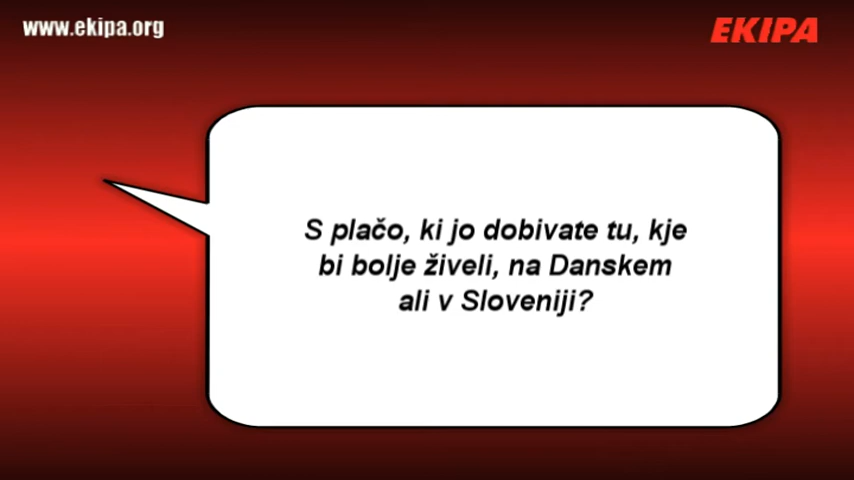 www.ekipa.org
EKIPA
S plačo, ki jo dobivate tu, kje
bi bolje živeli, na Danskem
ali v Sloveniji?